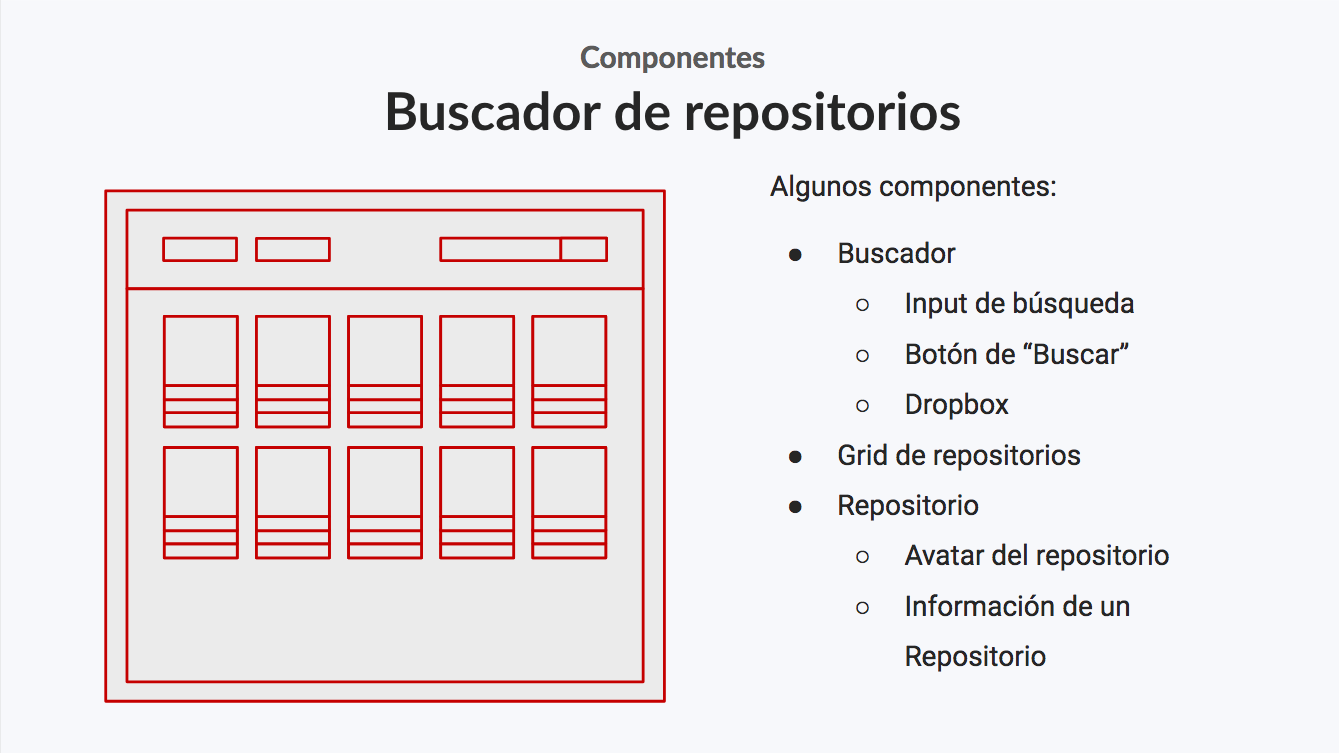 Componentes
Buscador de repositorios
Algunos componentes:
● Buscador
○ Input de búsqueda
○ Botón de “Buscar”
○ Dropbox
● Grid de repositorios
● Repositorio
○ Avatar del repositorio
○ Información de un
Repositorio